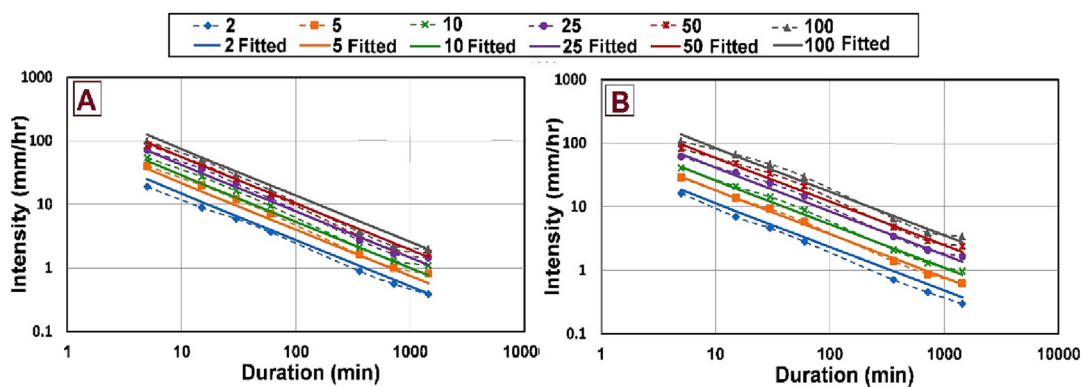 2 5 10 25 50 100
2 Fitted 5 Fitted 10 Fitted 25 Fitted 50 Fitted 100 Fitted
A
Intensity (mm/hr)
1000
100
10
1
0.1
1 10 100 1000 10000
Duration (min)
B
Intensity (mm/hr)
1000
100
10
1
0.1
1 10 100 1000 10000
Duration (min)